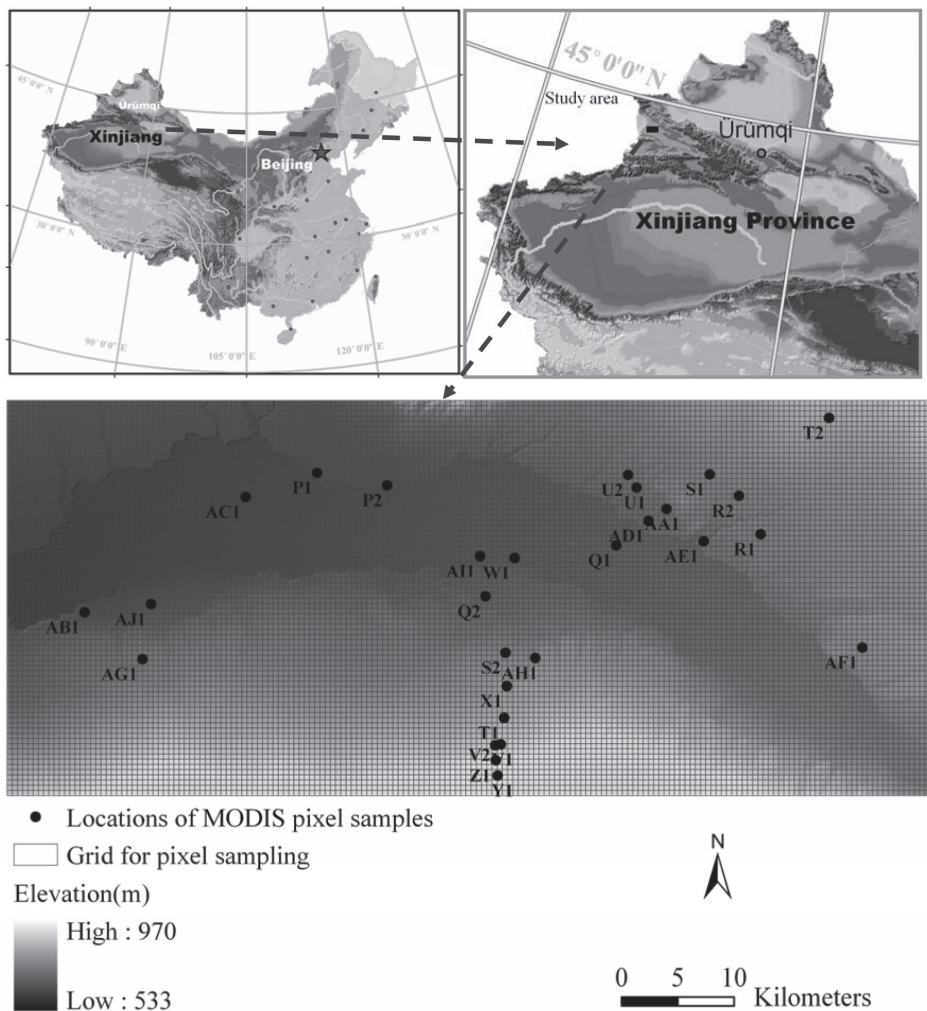 45° 0'0" N
Ürümqi
Xinjiang
Beijing
30° 0'0" N
30° 0'0" N
90° 0'0" E
105° 0'0" E
120° 0'0" E
45° 0'0" N
Study area
Ürümqi
Xinjiang Province
T2
P1
P2
AC1
U2
U1
S1
R2
AA1
AD1
Q1
AE1
R1
AI1
W1
Q2
AB1
AJ1
AG1
S2
AH1
AF1
X1
T1
V2
Z1
Y1
Locations of MODIS pixel samples
Grid for pixel sampling
Elevation(m)
High : 970
Low : 533
N
0 5 10
Kilometers